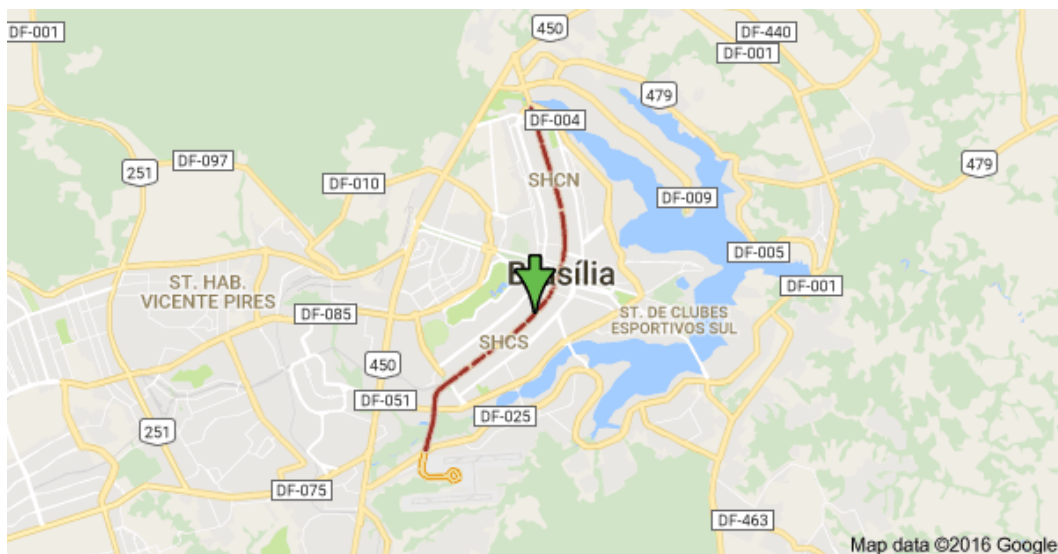 DF-001
450
DF-440
DF-001
479
DF-004
251
DF-097
DF-010
SHCN
479
DF-009
DF-005
Brasília
DF-001
ST. HAB.
VICENTE PIRES
DF-085
ST. DE CLUBES
ESPORTIVOS SUL
SHCS
450
DF-051
DF-025
251
DF-075
DF-463
Map data ©2016 Google